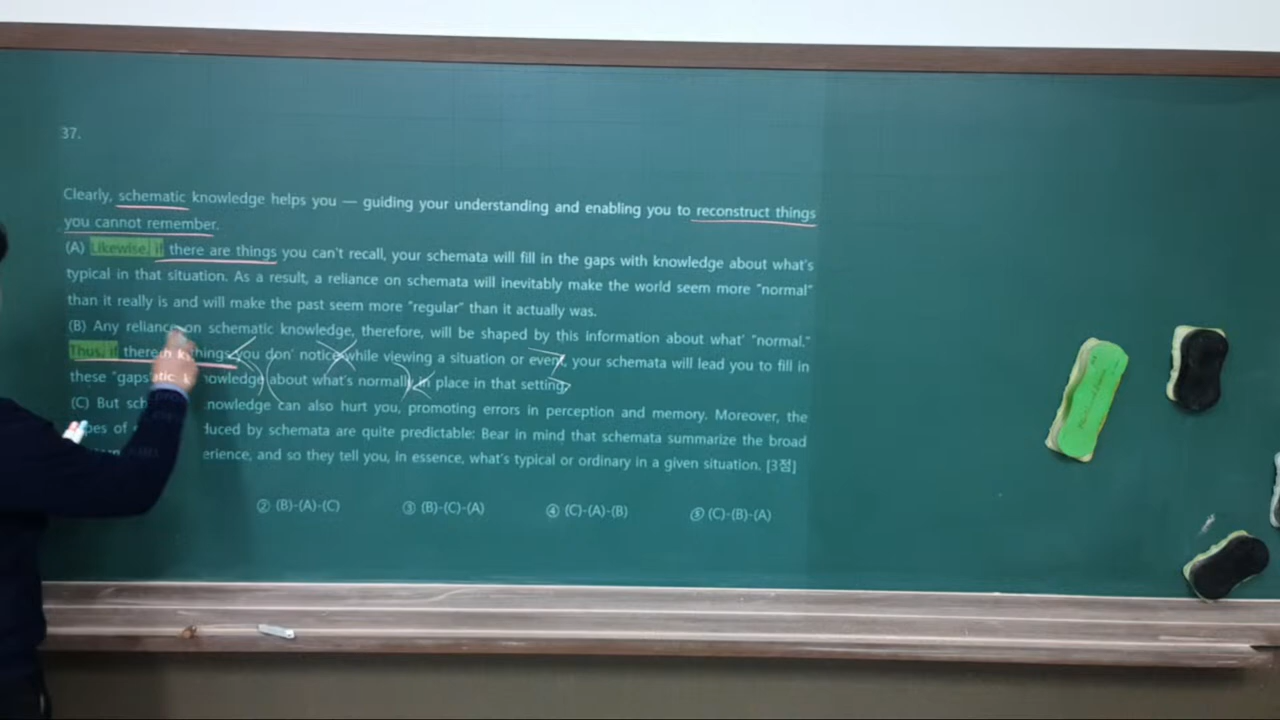 37.
Clearly, schematic knowledge helps you — guiding your understanding and enabling you to reconstruct things
you cannot remember.
(A) Likewise, if there are things you can't recall, your schemata will fill in the gaps with knowledge about what's
typical in that situation. As a result, a reliance on schemata will inevitably make the world seem more "normal"
than it really is and will make the past seem more "regular" than it actually was.
(B) Any reliance on schematic knowledge, therefore, will be shaped by this information about what' "normal."
Thus, if there things you don' notice while viewing a situation or event, your schemata will lead you to fill in
these "gaps" knowledge about what's normally in place in that setting.
(C) But nowledge can also hurt you, promoting errors in perception and memory. Moreover, the
pes of duced by schemata are quite predictable: Bear in mind that schemata summarize the broad
erience, and so they tell you, in essence, what's typical or ordinary in a given situation. [3점]
② (B)-(A)-(C) ③ (B)-(C)-(A) ④ (C)-(A)-(B) ⑤ (C)-(B)-(A)